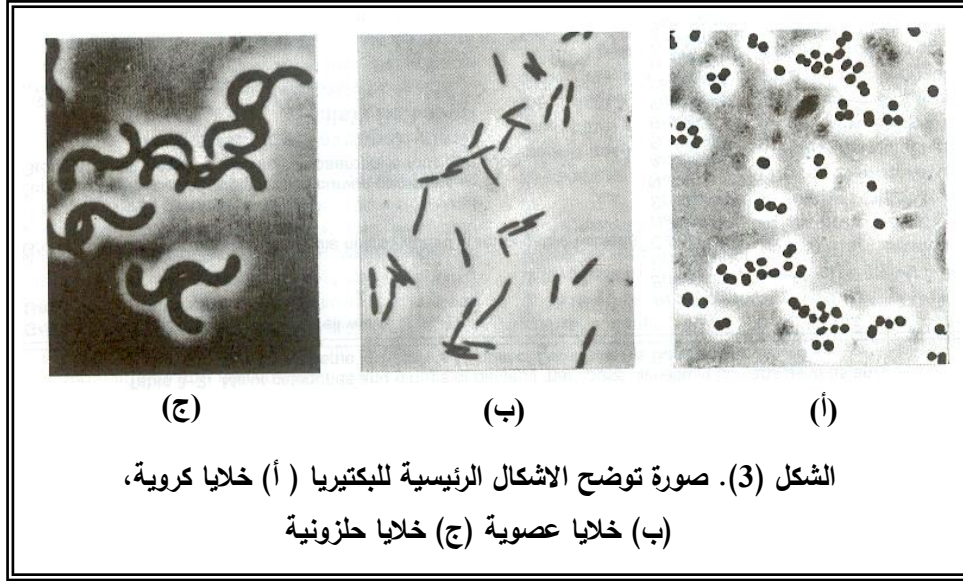 (أ)
(ب)
(ج)
الشكل (3). صورة توضح الاشكال الرئيسية للبكتيريا ( أ) خلايا كروية،
(ب) خلايا عصوية (ج) خلايا حلزونية